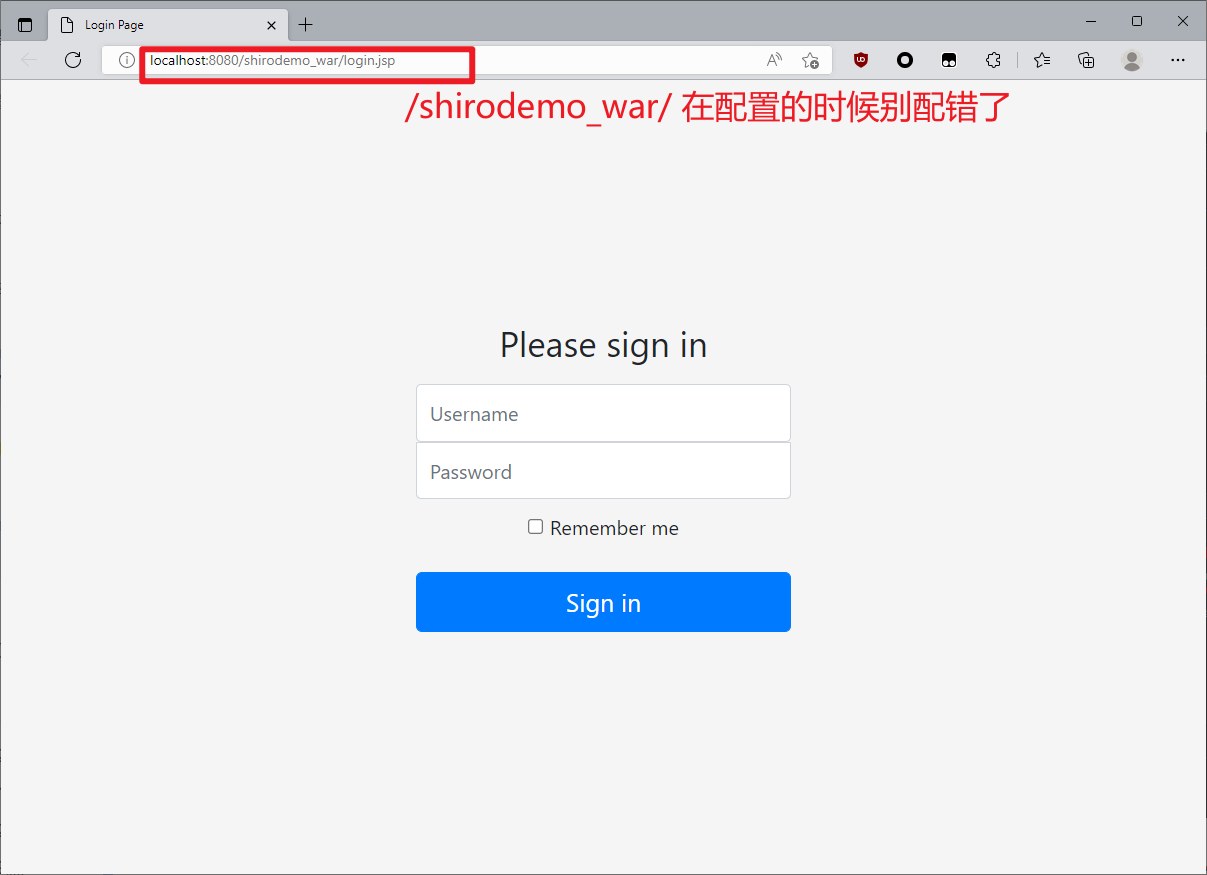 Login Page
localhost:8080/shirodemo_war/login.jsp
/shirodemo_war/ 在配置的时候别配错了
Please sign in
Username
Password
Remember me
Sign in